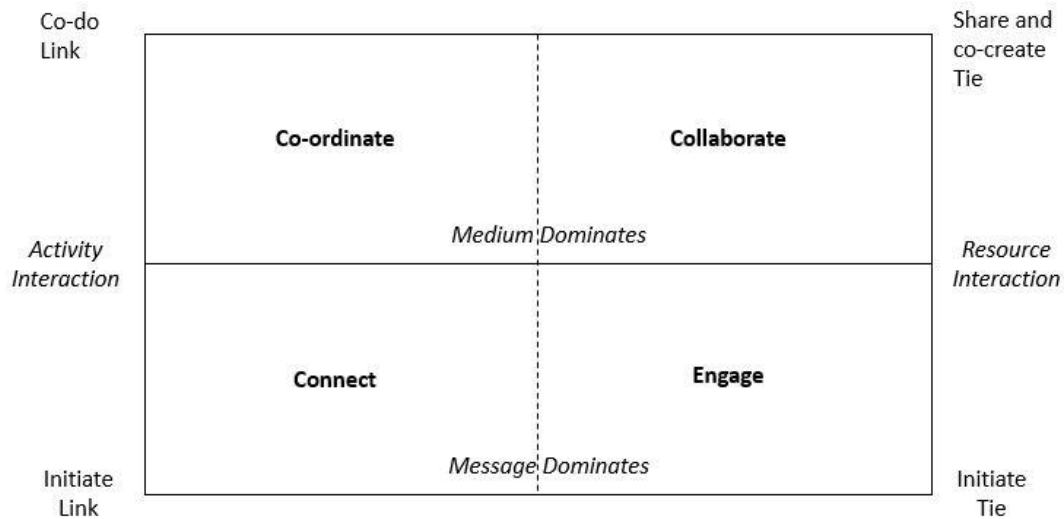 Co-do
Link
Share and
co-create
Tie
Co-ordinate
Collaborate
Medium Dominates
Activity
Interaction
Resource
Interaction
Connect
Engage
Message Dominates
Initiate
Link
Initiate
Tie